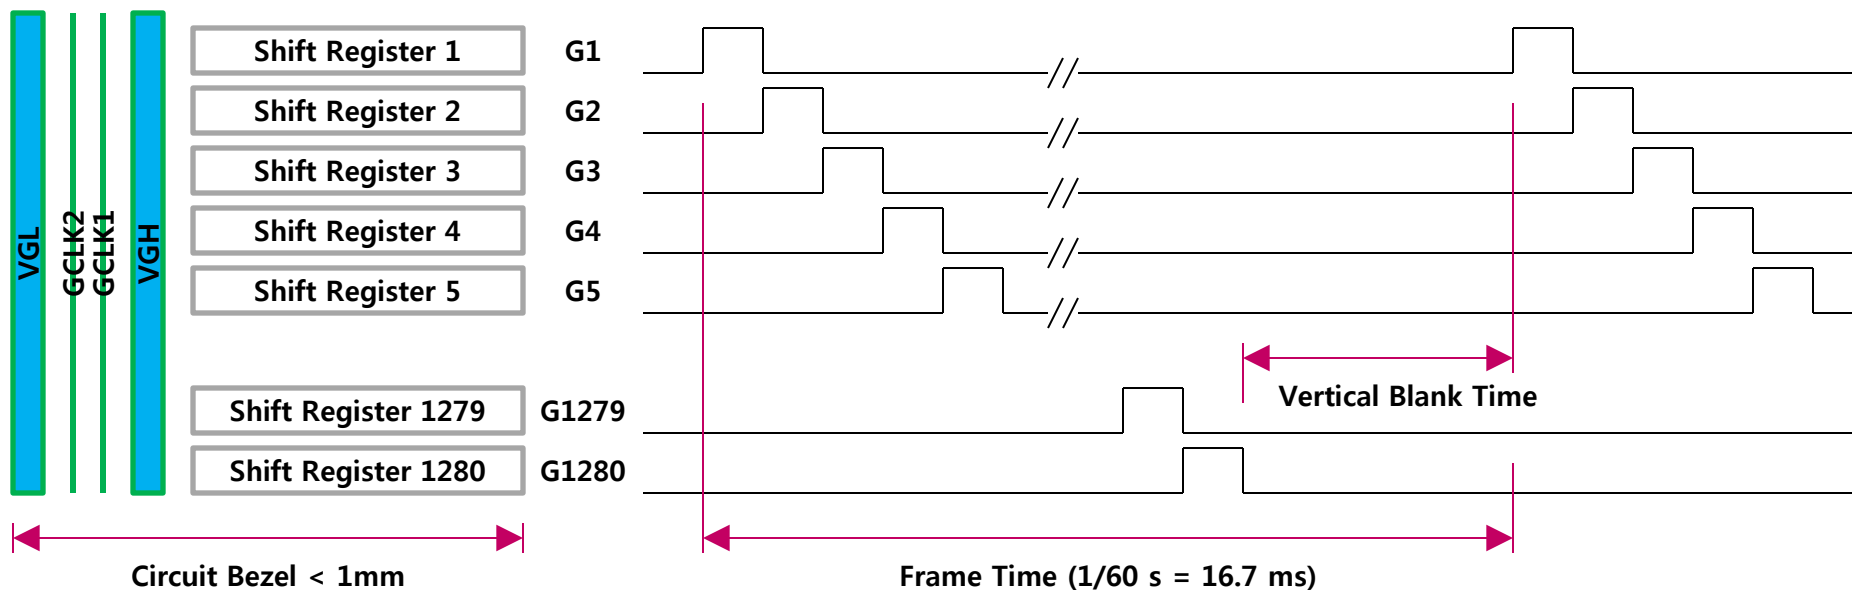 VGL
GCLK2
GCLK1
VGH
Shift Register 1
G1
Shift Register 2
G2
Shift Register 3
G3
Shift Register 4
G4
Shift Register 5
G5
Vertical Blank Time
Shift Register 1279
G1279
Shift Register 1280
G1280
Circuit Bezel < 1mm
Frame Time (1/60 s = 16.7 ms)